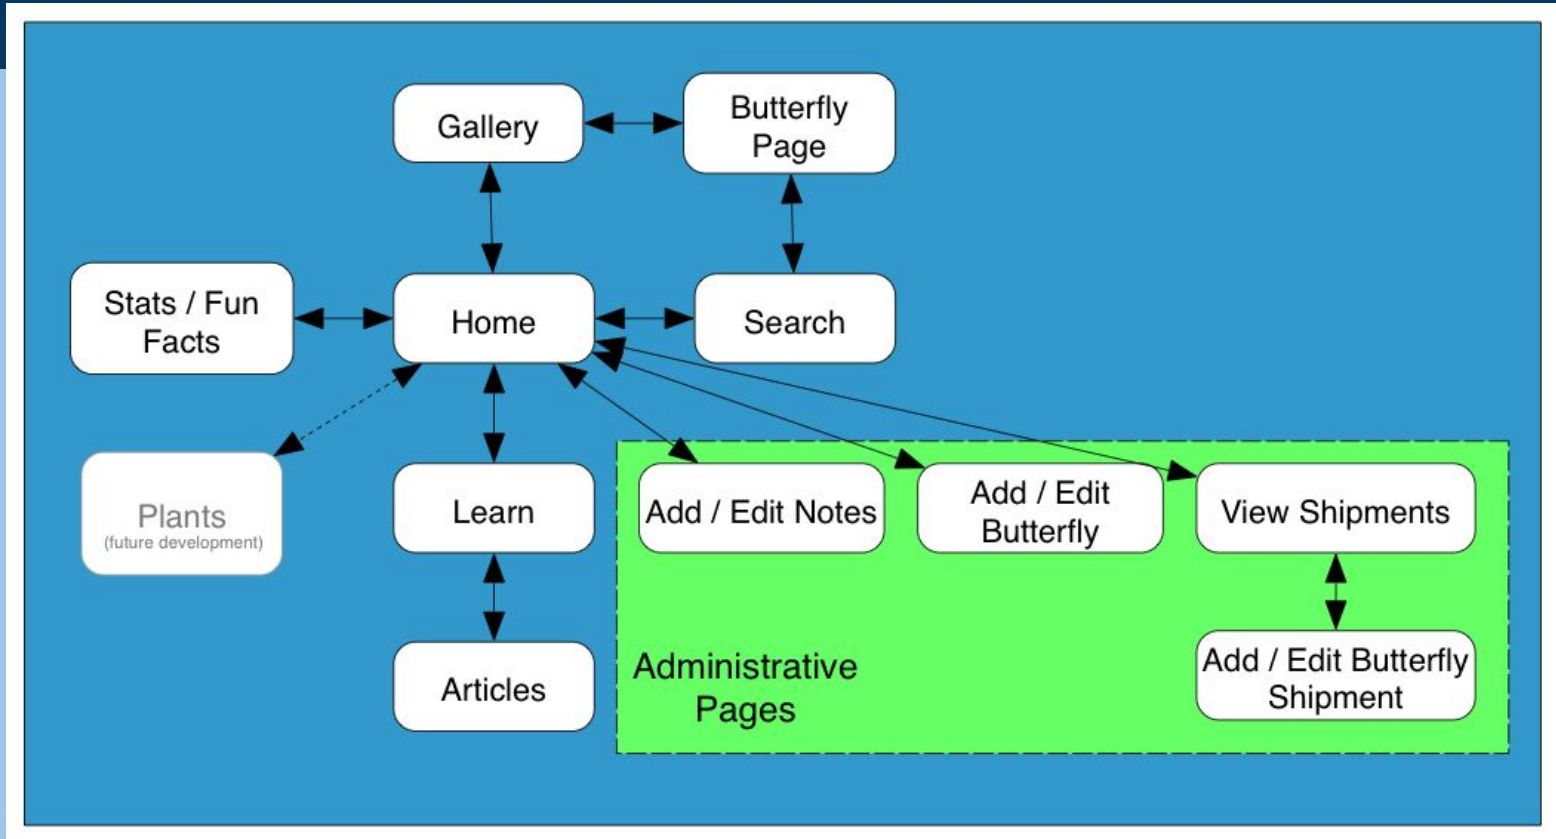 Gallery
Butterfly
Page
Stats / Fun
Facts
Home
Search
Plants
(future development)
Learn
Add / Edit Notes
Add / Edit
Butterfly
View Shipments
Articles
Administrative
Pages
Add / Edit Butterfly
Shipment